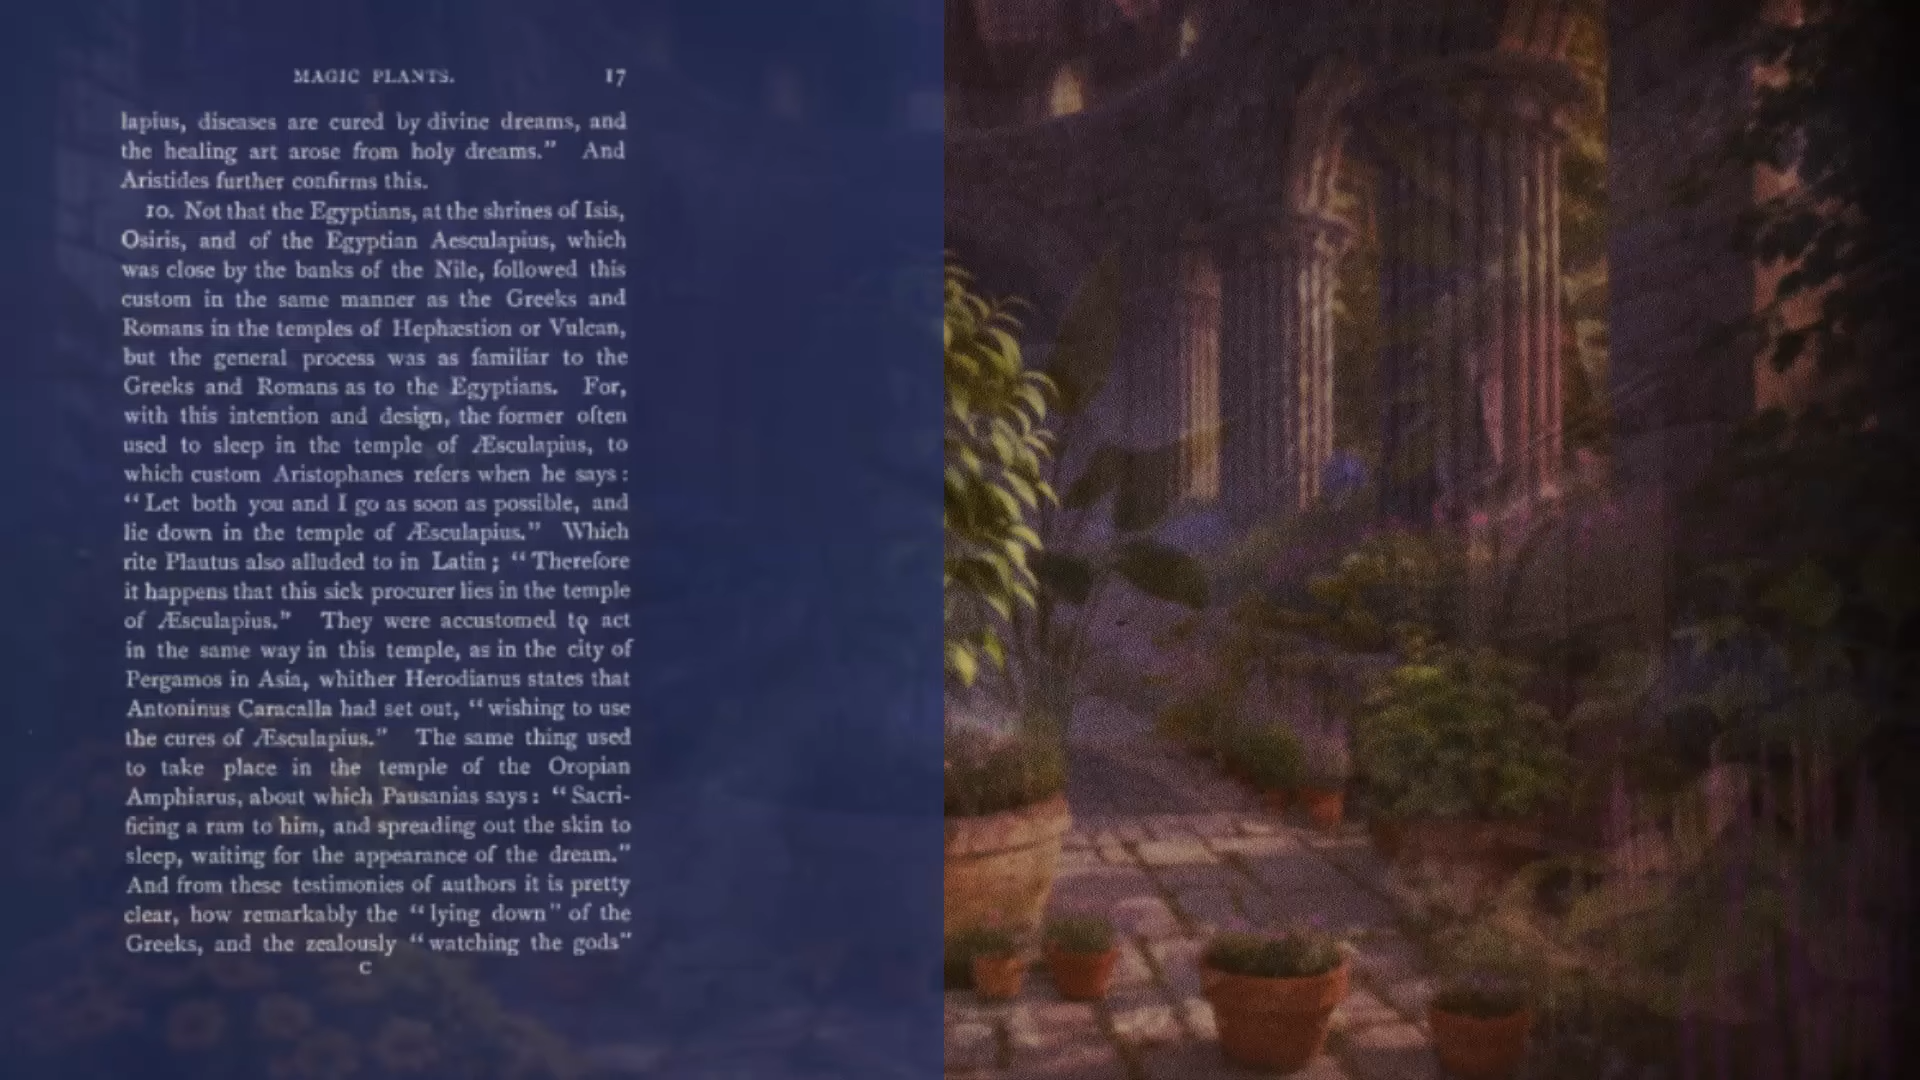 MAGIC PLANTS. 17
lapius, diseases are cured by divine dreams, and
the healing art arose from holy dreams.” And
Aristides further confirms this.
10. Not that the Egyptians, at the shrines of Isis,
Osiris, and of the Egyptian Aesculapius, which
was close by the banks of the Nile, followed this
custom in the same manner as the Greeks and
Romans in the temples of Hephæstion or Vulcan,
but the general process was as familiar to the
Greeks and Romans as to the Egyptians. For,
with this intention and design, the former often
used to sleep in the temple of Æsculapius, to
which custom Aristophanes refers when he says:
“Let both you and I go as soon as possible, and
lie down in the temple of Æsculapius.” Which
rite Plautus also alluded to in Latin; “Therefore
it happens that this sick procurer lies in the temple
of Æsculapius.” They were accustomed to act
in the same way in this temple, as in the city of
Pergamos in Asia, whither Herodianus states that
Antoninus Caracalla had set out, “wishing to use
the cures of Æsculapius.” The same thing used
to take place in the temple of the Oropian
Amphiarus, about which Pausanias says: “Sacri-
ficing a ram to him, and spreading out the skin to
sleep, waiting for the appearance of the dream.”
And from these testimonies of authors it is pretty
clear, how remarkably the “lying down” of the
Greeks, and the zealously “watching the gods”
C